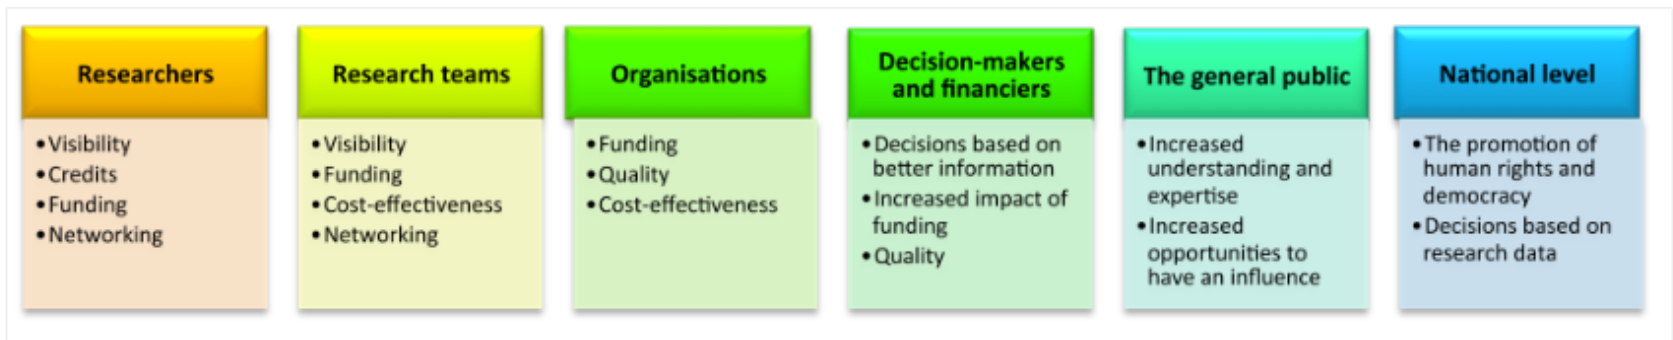 Researchers
• Visibility
• Credits
• Funding
• Networking
Research teams
• Visibility
• Funding
• Cost-effectiveness
• Networking
Organisations
• Funding
• Quality
• Cost-effectiveness
Decision-makers
and financiers
• Decisions based on
better information
• Increased impact of
funding
• Quality
The general public
• Increased
understanding and
expertise
• Increased
opportunities to
have an influence
National level
• The promotion of
human rights and
democracy
• Decisions based on
research data